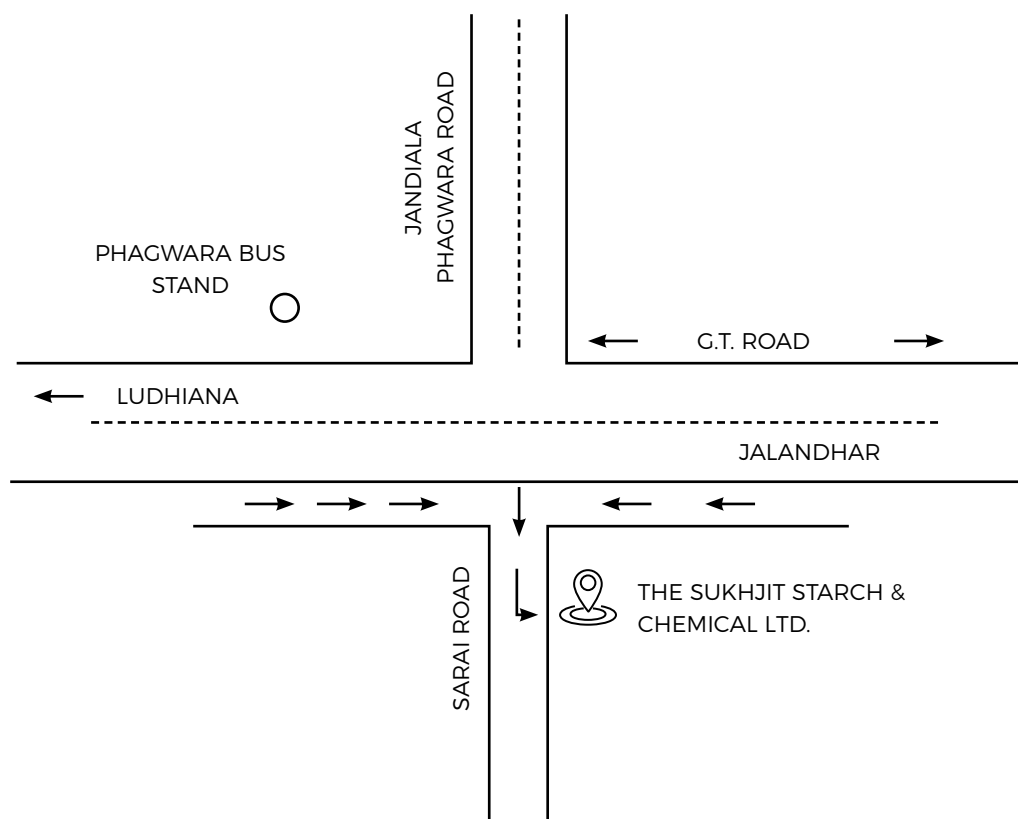 JANDIALA
PHAGWARA ROAD
PHAGWARA BUS
STAND
G.T. ROAD
LUDHIANA
JALANDHAR
SARAI ROAD
THE SUKHJIT STARCH &
CHEMICAL LTD.